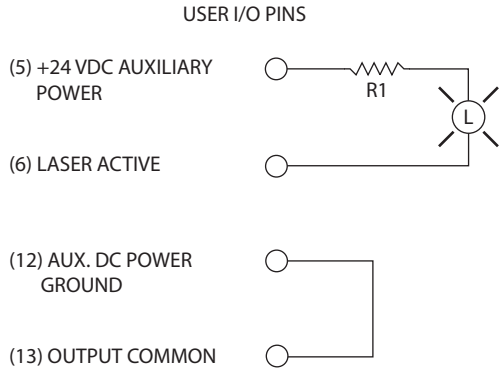 USER I/O PINS
(5) +24 VDC AUXILIARY
POWER
R1
L
(6) LASER ACTIVE
(12) AUX. DC POWER
GROUND
(13) OUTPUT COMMON